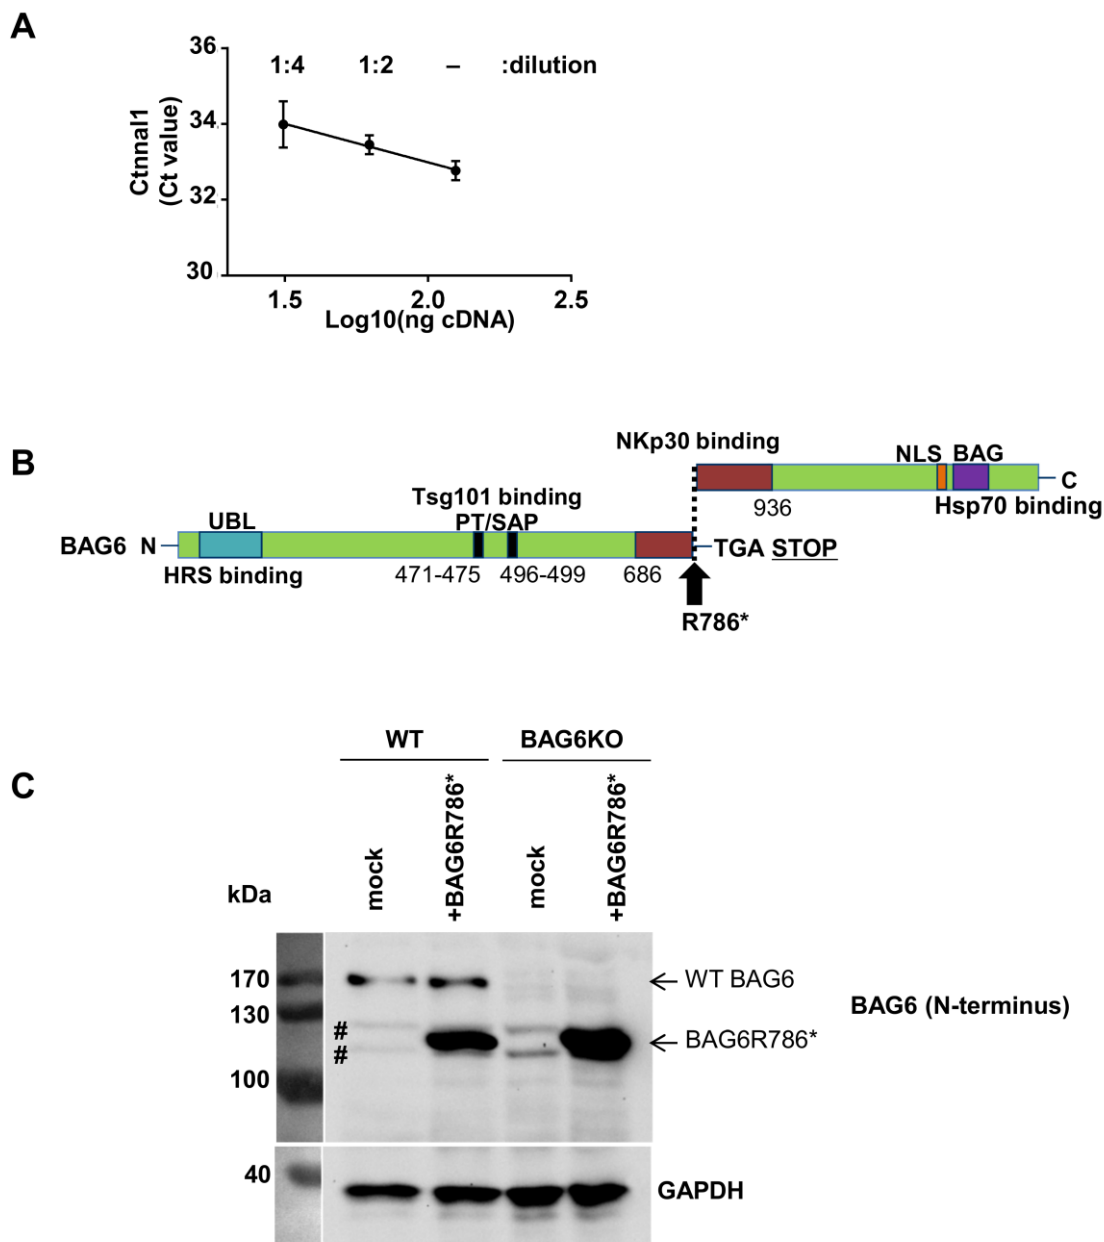 A
36
34
32
30
Ctnnal1
(Ct value)
1:4 1:2 – :dilution
1.5 2.0 2.5
Log10(ng cDNA)
B
NKp30 binding
NLS BAG
C
936
Hsp70 binding
Tsg101 binding
PT/SAP
UBL
BAG6 N
TGA STOP
HRS binding
471-475 496-499 686
R786*
C
WT BAG6KO
mock
+BAG6R786*
mock
+BAG6R786*
kDa
170
130
100
40
#
#
WT BAG6
BAG6R786*
BAG6 (N-terminus)
GAPDH